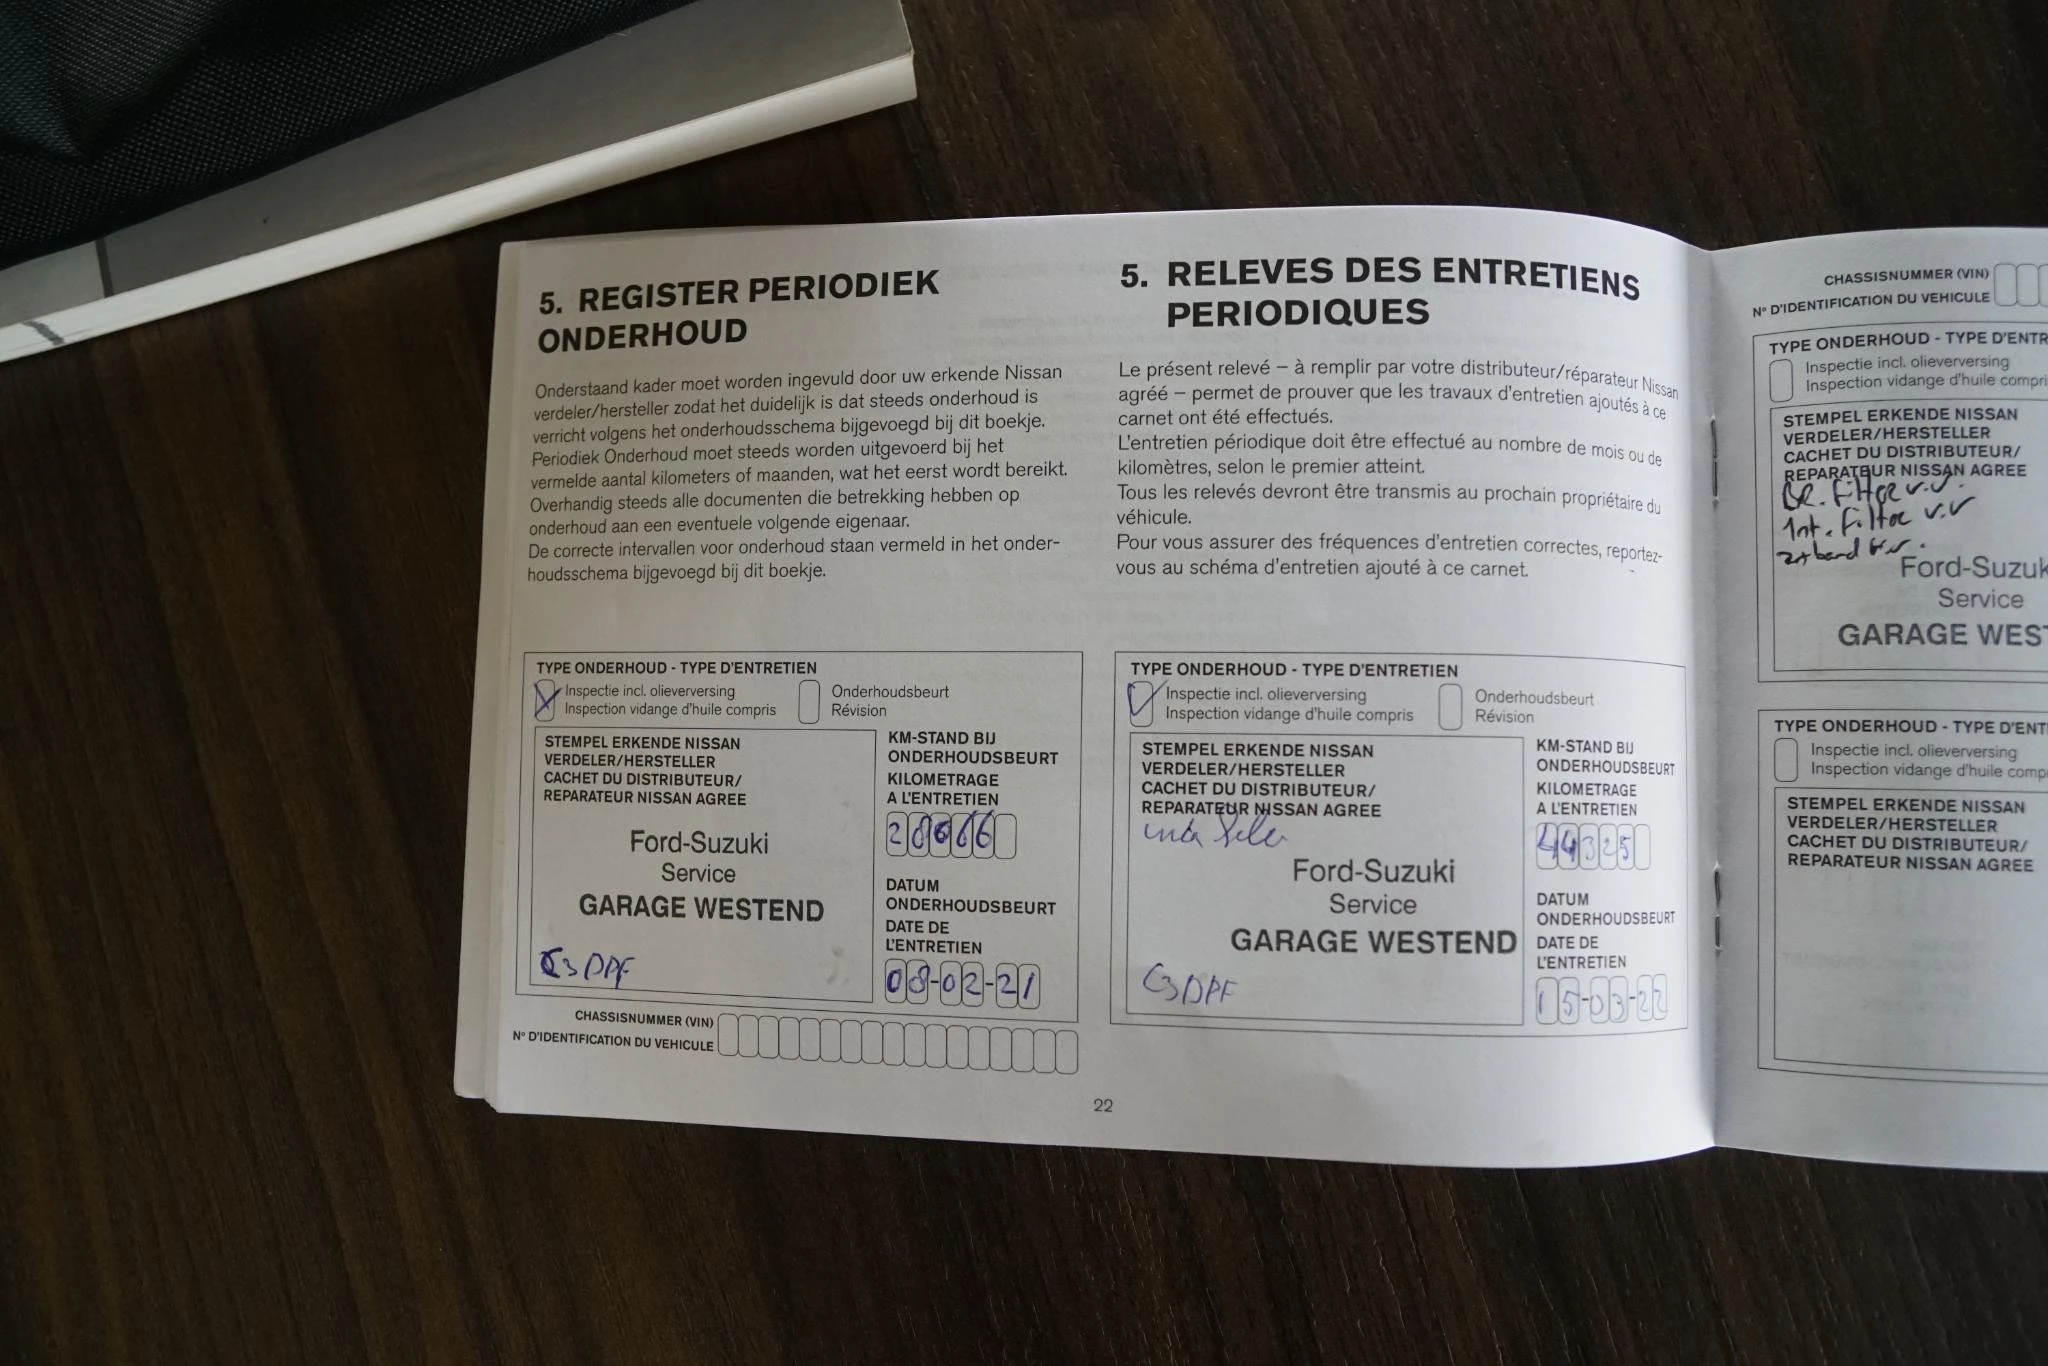 5. REGISTER PERIODIEK
ONDERHOUD
Onderstaand kader moet worden ingevuld door uw erkende Nissan
verdeler/hersteller zodat het duidelijk is dat steeds onderhoud is
verricht volgens het onderhoudsschema bijgevoegd bij dit boekje.
Periodiek Onderhoud moet steeds worden uitgevoerd bij het
vermelde aantal kilometers of maanden, wat het eerst wordt bereikt.
Overhandig steeds alle documenten die betrekking hebben op
onderhoud aan een eventuele volgende eigenaar.
De correcte intervallen voor onderhoud staan vermeld in het onder-
houdsschema bijgevoegd bij dit boekje.
TYPE ONDERHOUD - TYPE D'ENTRETIEN
Inspectie incl. olieverversing
Inspection vidange d'huile compris
Onderhoudsbeurt
Révision
STEMPEL ERKENDE NISSAN
VERDELER/HERSTELLER
CACHET DU DISTRIBUTEUR/
REPARATEUR NISSAN AGREE
Ford-Suzuki
Service
GARAGE WESTEND
C3 DPF
KM-STAND BIJ
ONDERHOUDSBEURT
KILOMETRAGE
A L'ENTRETIEN
28066
DATUM
ONDERHOUDSBEURT
DATE DE
L'ENTRETIEN
08-02-21
CHASSISNUMMER (VIN)
N° D'IDENTIFICATION DU VEHICULE
5. RELEVES DES ENTRETIENS
PERIODIQUES
Le présent relevé – à remplir par votre distributeur/réparateur Nissan
agréé – permet de prouver que les travaux d'entretien ajoutés à ce
carnet ont été effectués.
L'entretien périodique doit être effectué au nombre de mois ou de
kilomètres, selon le premier atteint.
Tous les relevés devront être transmis au prochain propriétaire du
véhicule.
Pour vous assurer des fréquences d'entretien correctes, reportez-
vous au schéma d'entretien ajouté à ce carnet.
TYPE ONDERHOUD - TYPE D'ENTRETIEN
Inspectie incl. olieverversing
Inspection vidange d'huile compris
Onderhoudsbeurt
Révision
STEMPEL ERKENDE NISSAN
VERDELER/HERSTELLER
CACHET DU DISTRIBUTEUR/
REPARATEUR NISSAN AGREE
Ford-Suzuki
Service
GARAGE WESTEND
C3DPF
KM-STAND BIJ
ONDERHOUDSBEURT
KILOMETRAGE
A L'ENTRETIEN
44325
DATUM
ONDERHOUDSBEURT
DATE DE
L'ENTRETIEN
15-03-22
22
CHASSISNUMMER (VIN)
N° D'IDENTIFICATION DU VEHICULE
TYPE ONDERHOUD - TYPE D'ENTR
Inspectie incl. olieverversing
Inspection vidange d'huile compri
STEMPEL ERKENDE NISSAN
VERDELER/HERSTELLER
CACHET DU DISTRIBUTEUR/
REPARATEUR NISSAN AGREE
Int. Filter v.v
Ford-Suzuk
Service
GARAGE WEST
TYPE ONDERHOUD - TYPE D'ENT
Inspectie incl. olieverversing
Inspection vidange d'huile comp
STEMPEL ERKENDE NISSAN
VERDELER/HERSTELLER
CACHET DU DISTRIBUTEUR/
REPARATEUR NISSAN AGREE